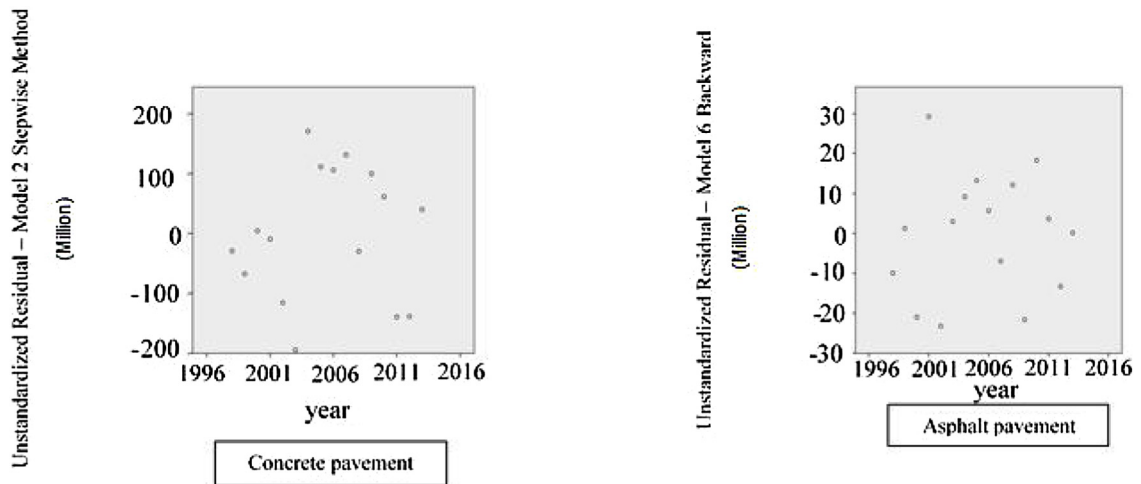 Unstandardized Residual – Model 2 Stepwise Method
(Million)
200
100
0
-100
-200
1996 2001 2006 2011 2016
year
Concrete pavement
Unstandardized Residual – Model 6 Backward
(Million)
30
20
10
0
-10
-20
-30
1996 2001 2006 2011 2016
year
Asphalt pavement